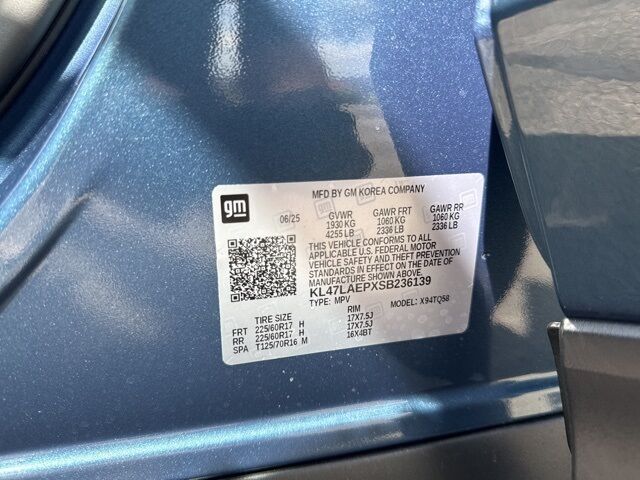 gm
MFD BY GM KOREA COMPANY
06/25 GVWR GAWR FRT GAWR RR
1930 KG 1060 KG 1060 KG
4255 LB 2336 LB 2336 LB
THIS VEHICLE CONFORMS TO ALL
APPLICABLE U.S. FEDERAL MOTOR
VEHICLE SAFETY AND THEFT PREVENTION
STANDARDS IN EFFECT ON THE DATE OF
MANUFACTURE SHOWN ABOVE.
KL47LAEPXSB236139
TYPE: MPV MODEL: X94TQ58
TIRE SIZE RIM
FRT 225/60R17 H 17X7.5J
RR 225/60R17 H 17X7.5J
SPA T125/70R16 M 16X4BT